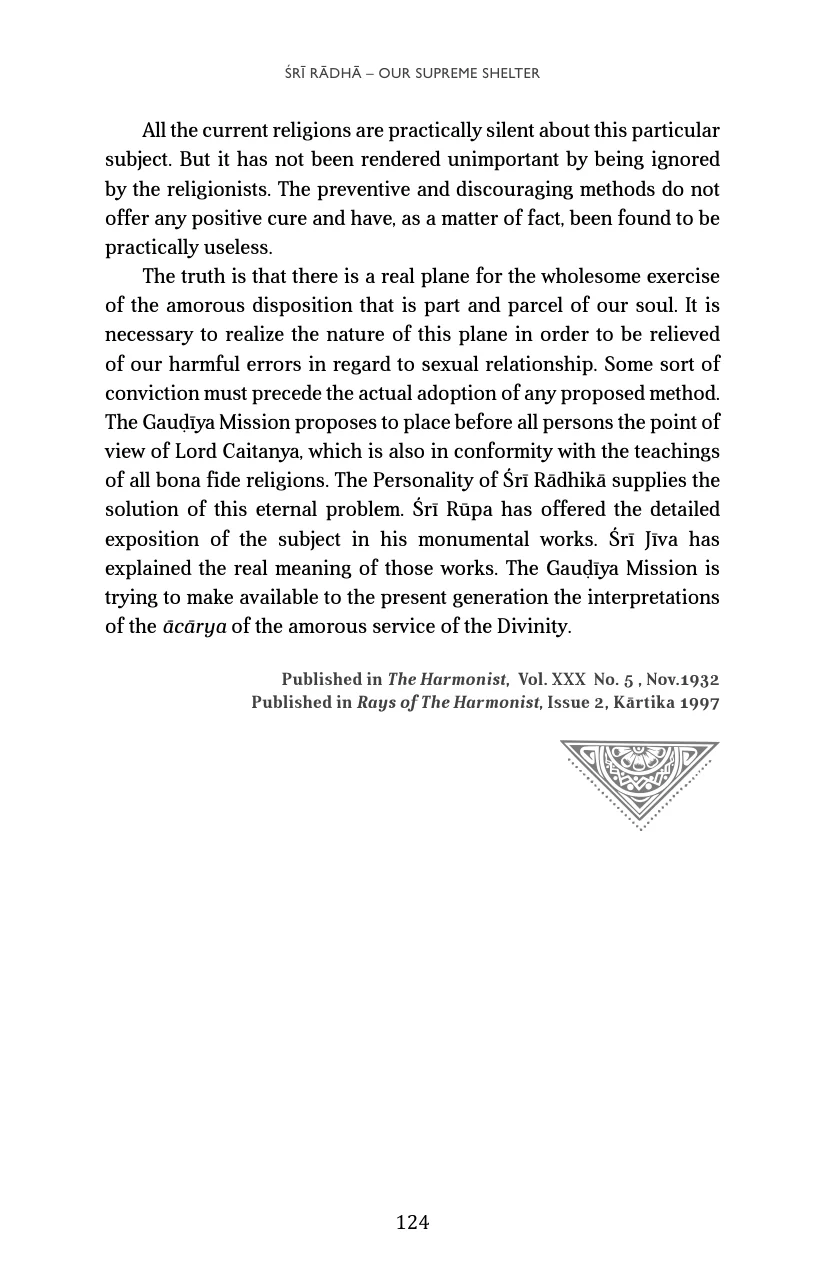 ŚRĪ RĀDHĀ – OUR SUPREME SHELTER
All the current religions are practically silent about this particular
subject. But it has not been rendered unimportant by being ignored
by the religionists. The preventive and discouraging methods do not
offer any positive cure and have, as a matter of fact, been found to be
practically useless.
The truth is that there is a real plane for the wholesome exercise
of the amorous disposition that is part and parcel of our soul. It is
necessary to realize the nature of this plane in order to be relieved
of our harmful errors in regard to sexual relationship. Some sort of
conviction must precede the actual adoption of any proposed method.
The Gauḍīya Mission proposes to place before all persons the point of
view of Lord Caitanya, which is also in conformity with the teachings
of all bona fide religions. The Personality of Śrī Rādhikā supplies the
solution of this eternal problem. Śrī Rūpa has offered the detailed
exposition of the subject in his monumental works. Śrī Jīva has
explained the real meaning of those works. The Gauḍīya Mission is
trying to make available to the present generation the interpretations
of the ācārya of the amorous service of the Divinity.
Published in The Harmonist, Vol. XXX No. 5 , Nov.1932
Published in Rays of The Harmonist, Issue 2, Kārtika 1997
124